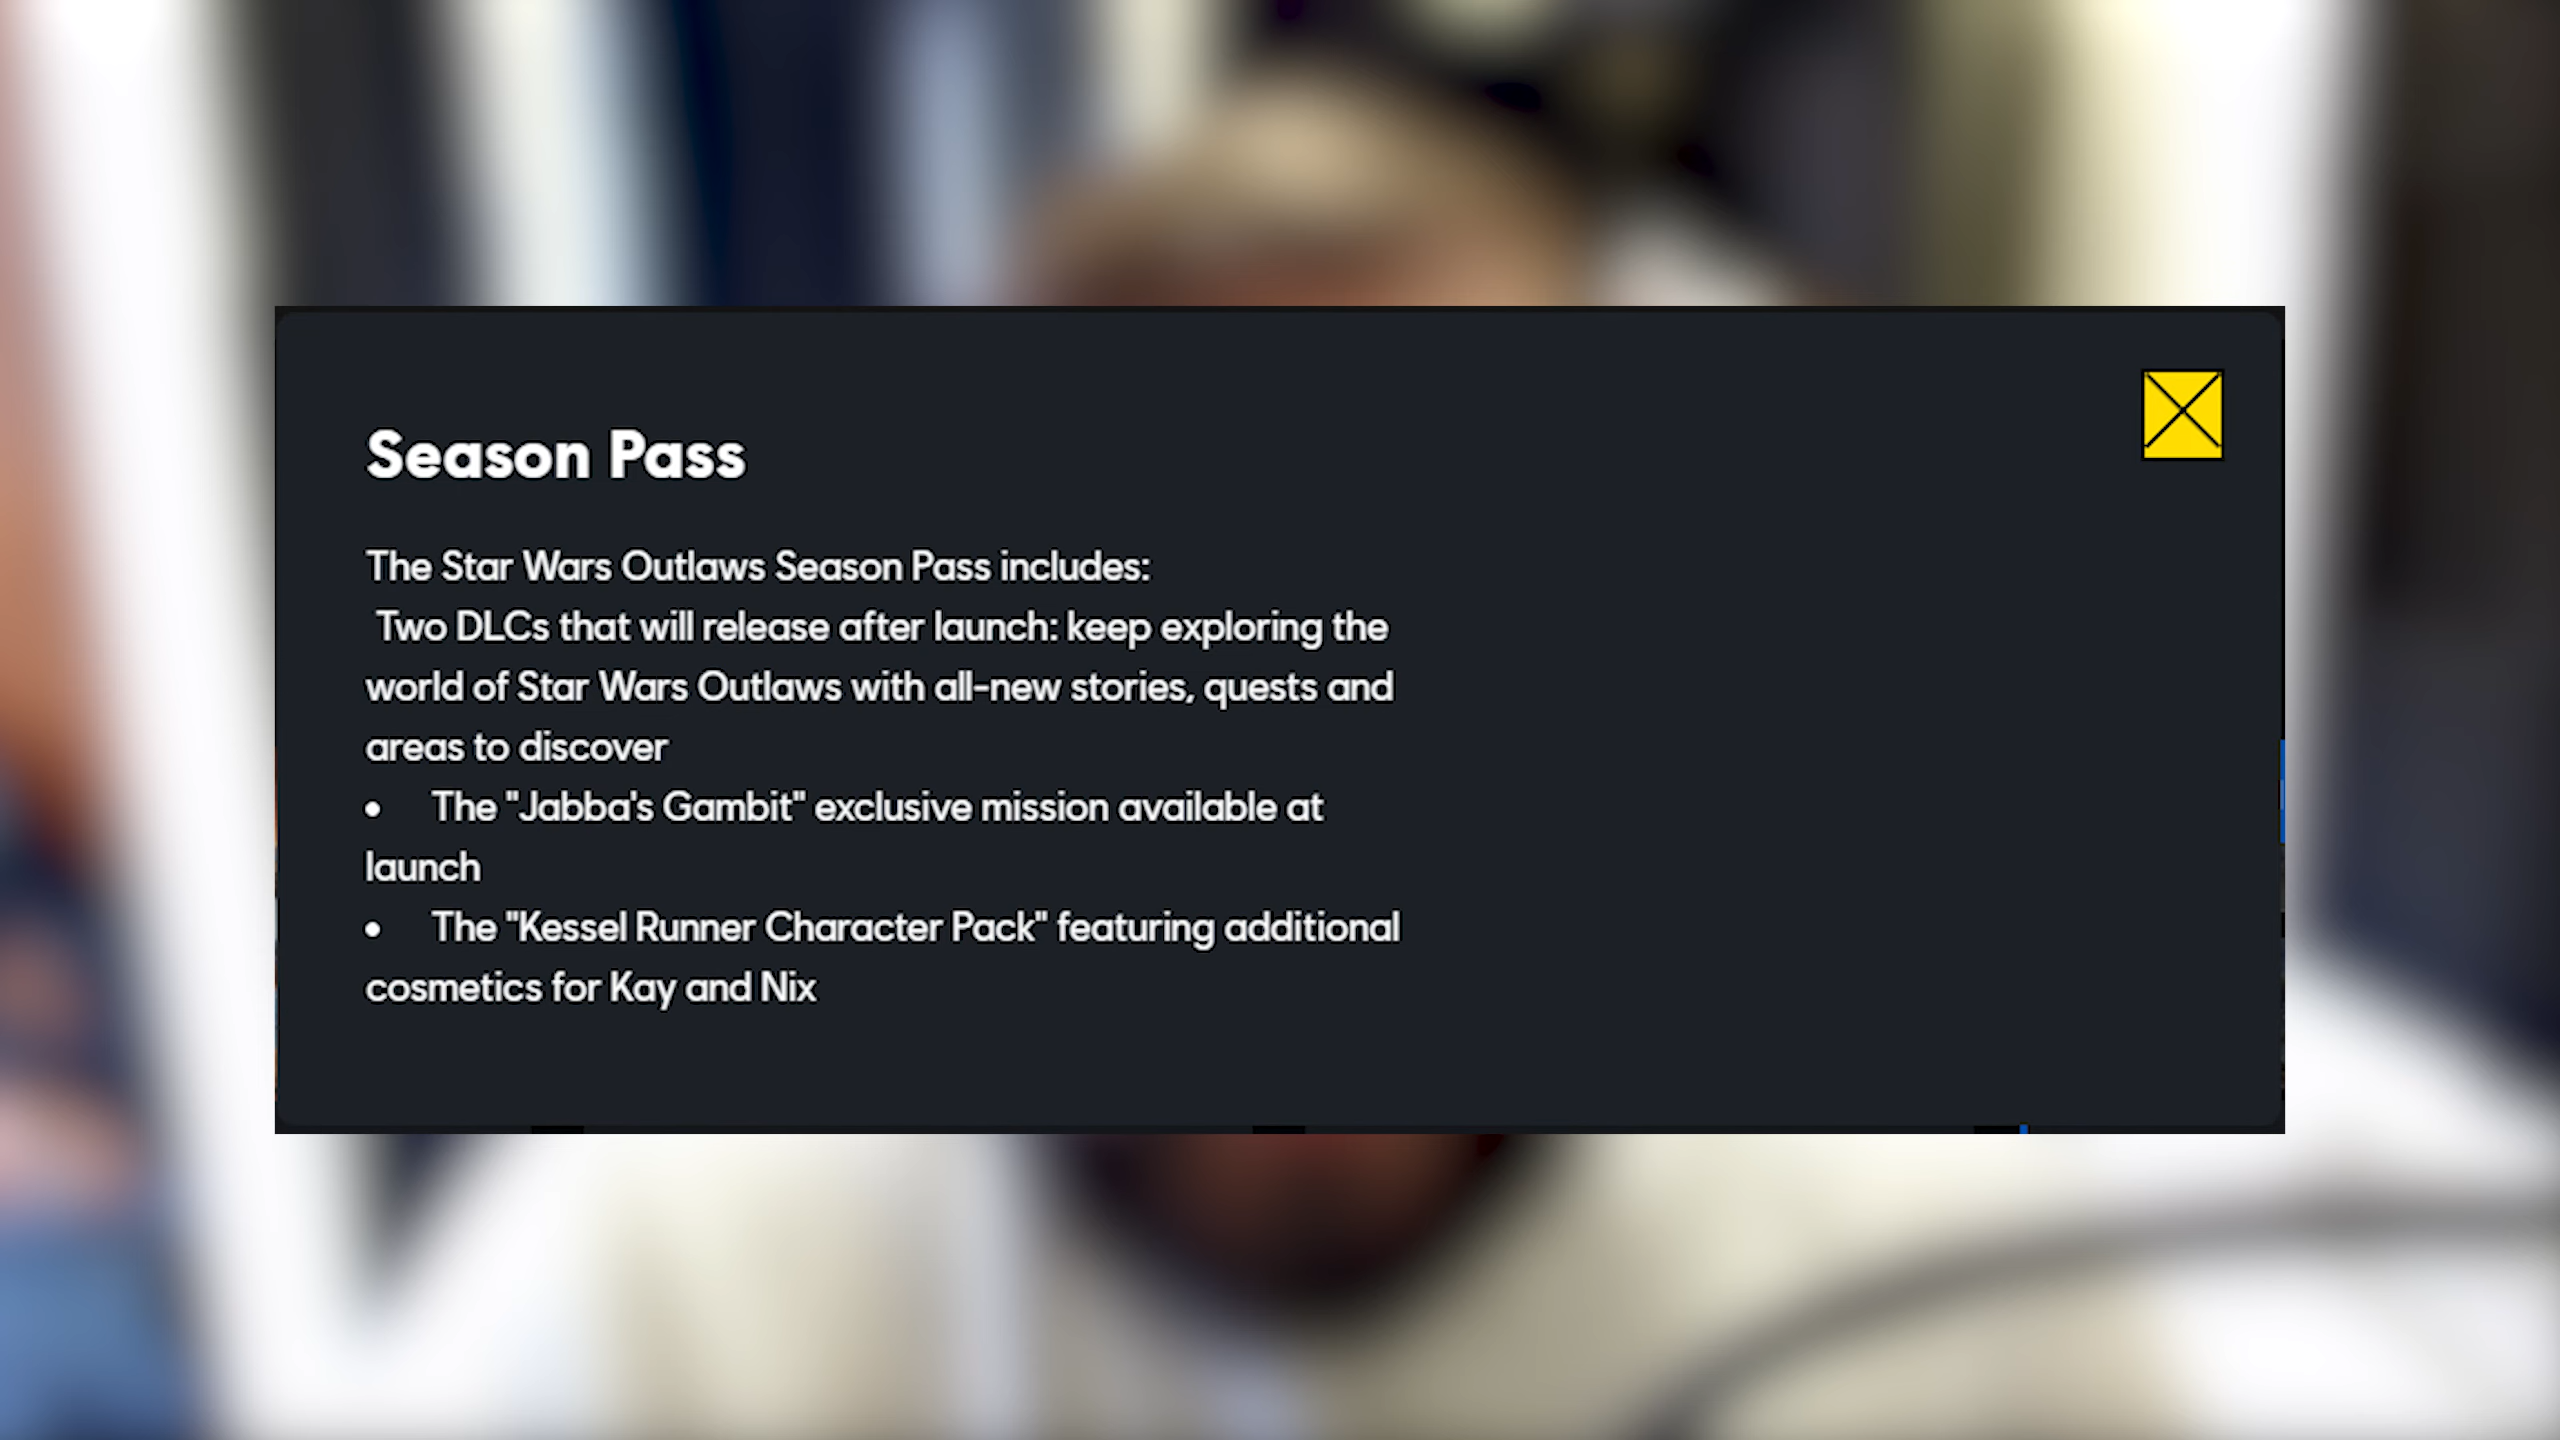 Season Pass
The Star Wars Outlaws Season Pass includes:
Two DLCs that will release after launch: keep exploring the
world of Star Wars Outlaws with all-new stories, quests and
areas to discover
• The "Jabba's Gambit" exclusive mission available at
launch
• The "Kessel Runner Character Pack" featuring additional
cosmetics for Kay and Nix